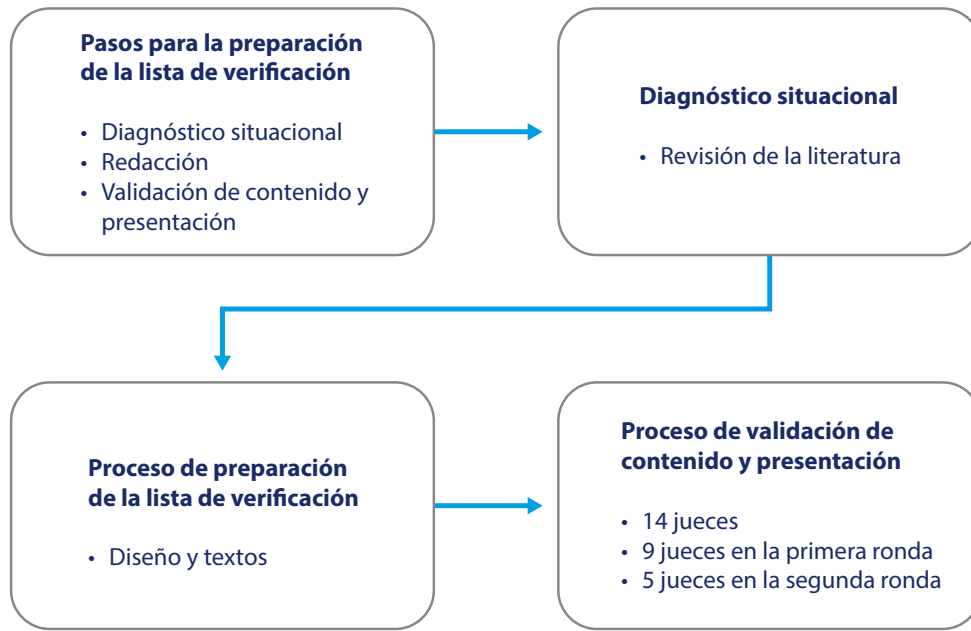 Pasos para la preparación
de la lista de verificación
• Diagnóstico situacional
• Redacción
• Validación de contenido y
presentación
Diagnóstico situacional
• Revisión de la literatura
Proceso de preparación
de la lista de verificación
• Diseño y textos
Proceso de validación de
contenido y presentación
• 14 jueces
• 9 jueces en la primera ronda
• 5 jueces en la segunda ronda